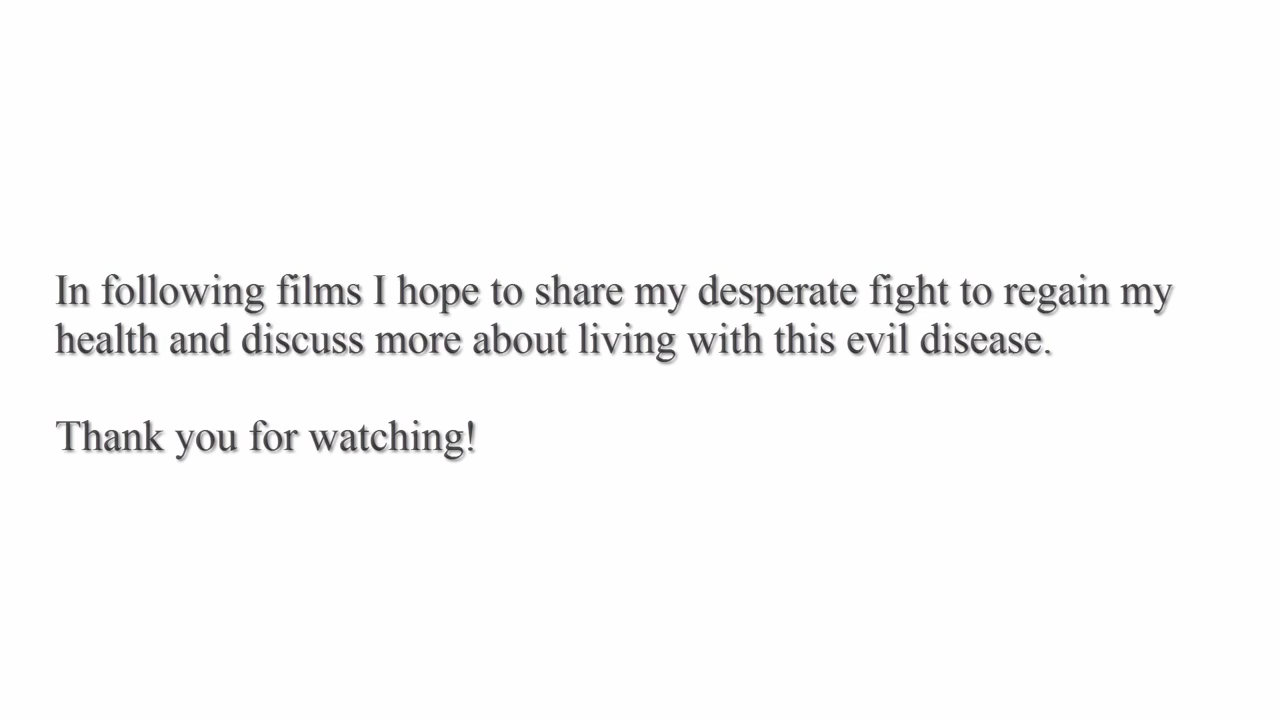 In following films I hope to share my desperate fight to regain my
health and discuss more about living with this evil disease.
Thank you for watching!